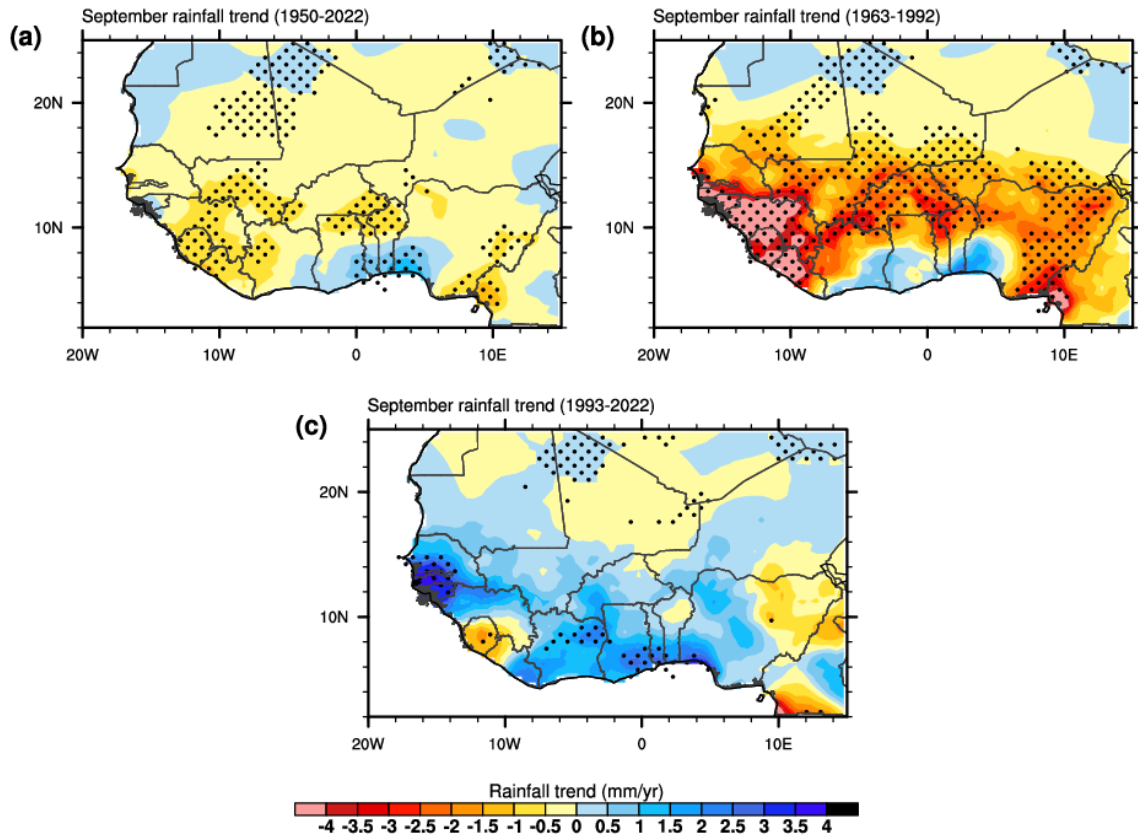 September rainfall trend (1950-2022)
(a)
20N
10N
20W 10W 0 10E
September rainfall trend (1963-1992)
(b)
20N
10N
20W 10W 0 10E
September rainfall trend (1993-2022)
(c)
20N
10N
20W 10W 0 10E
Rainfall trend (mm/yr)
-4 -3.5 -3 -2.5 -2 -1.5 -1 -0.5 0 0.5 1 1.5 2 2.5 3 3.5 4